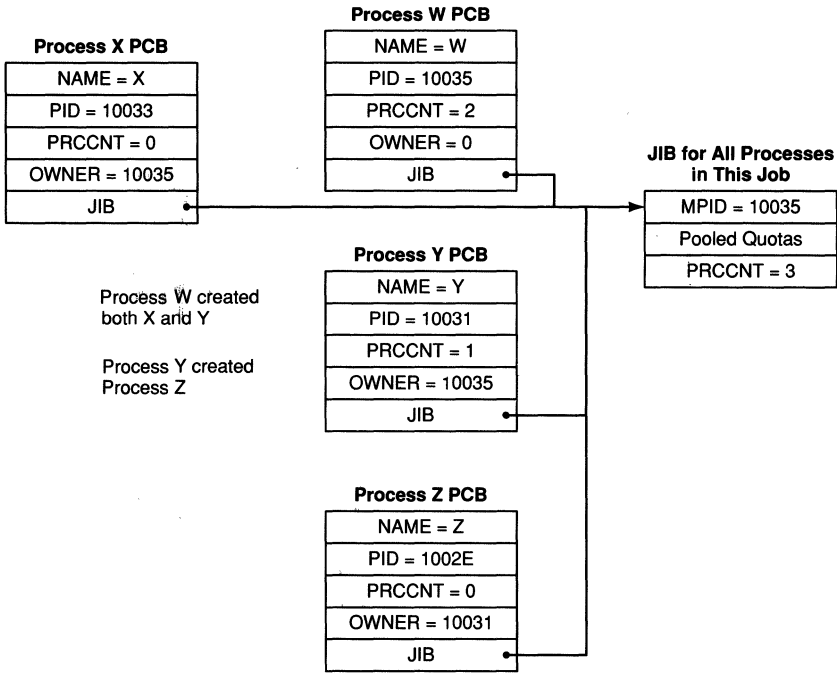 Process X PCB
NAME = X
PID = 10033
PRCCNT = 0
OWNER = 10035
JIB
Process W PCB
NAME = W
PID = 10035
PRCCNT = 2
OWNER = 0
JIB
JIB for All Processes
in This Job
MPID = 10035
Pooled Quotas
PRCCNT = 3
Process W created
both X and Y
Process Y created
Process Z
Process Y PCB
NAME = Y
PID = 10031
PRCCNT = 1
OWNER = 10035
JIB
Process Z PCB
NAME = Z
PID = 1002E
PRCCNT = 0
OWNER = 10031
JIB